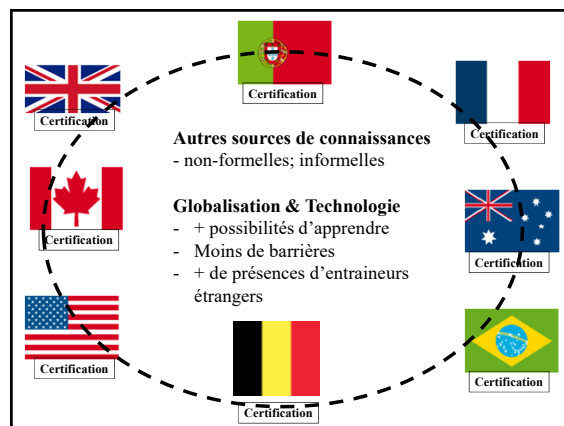 Certification
Certification
Certification
Autres sources de connaissances
- non-formelles; informelles
Certification
Certification
Globalisation & Technologie
- + possibilités d’apprendre
- Moins de barrières
- + de présences d’entraineurs
étrangers
Certification
Certification
Certification